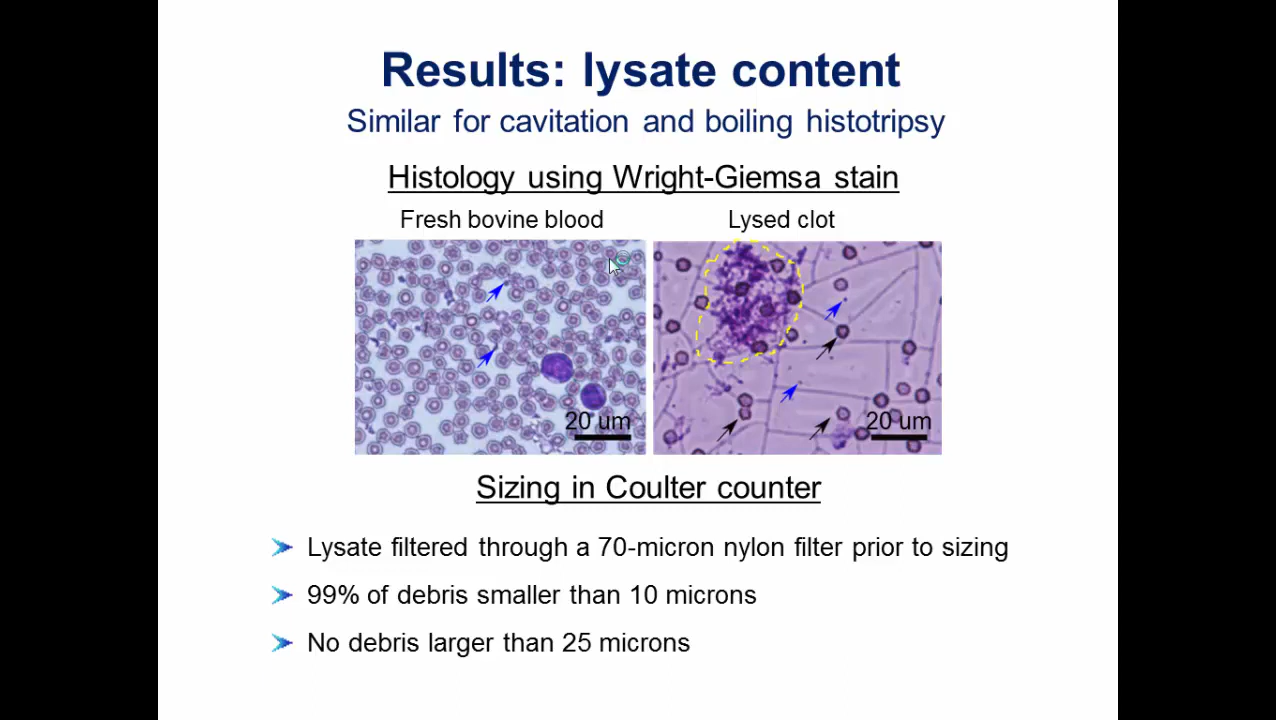 Results: lysate content
Similar for cavitation and boiling histotripsy
Histology using Wright-Giemsa stain
Fresh bovine blood
Lysed clot
20 um
20 um
Sizing in Coulter counter
Lysate filtered through a 70-micron nylon filter prior to sizing
99% of debris smaller than 10 microns
No debris larger than 25 microns